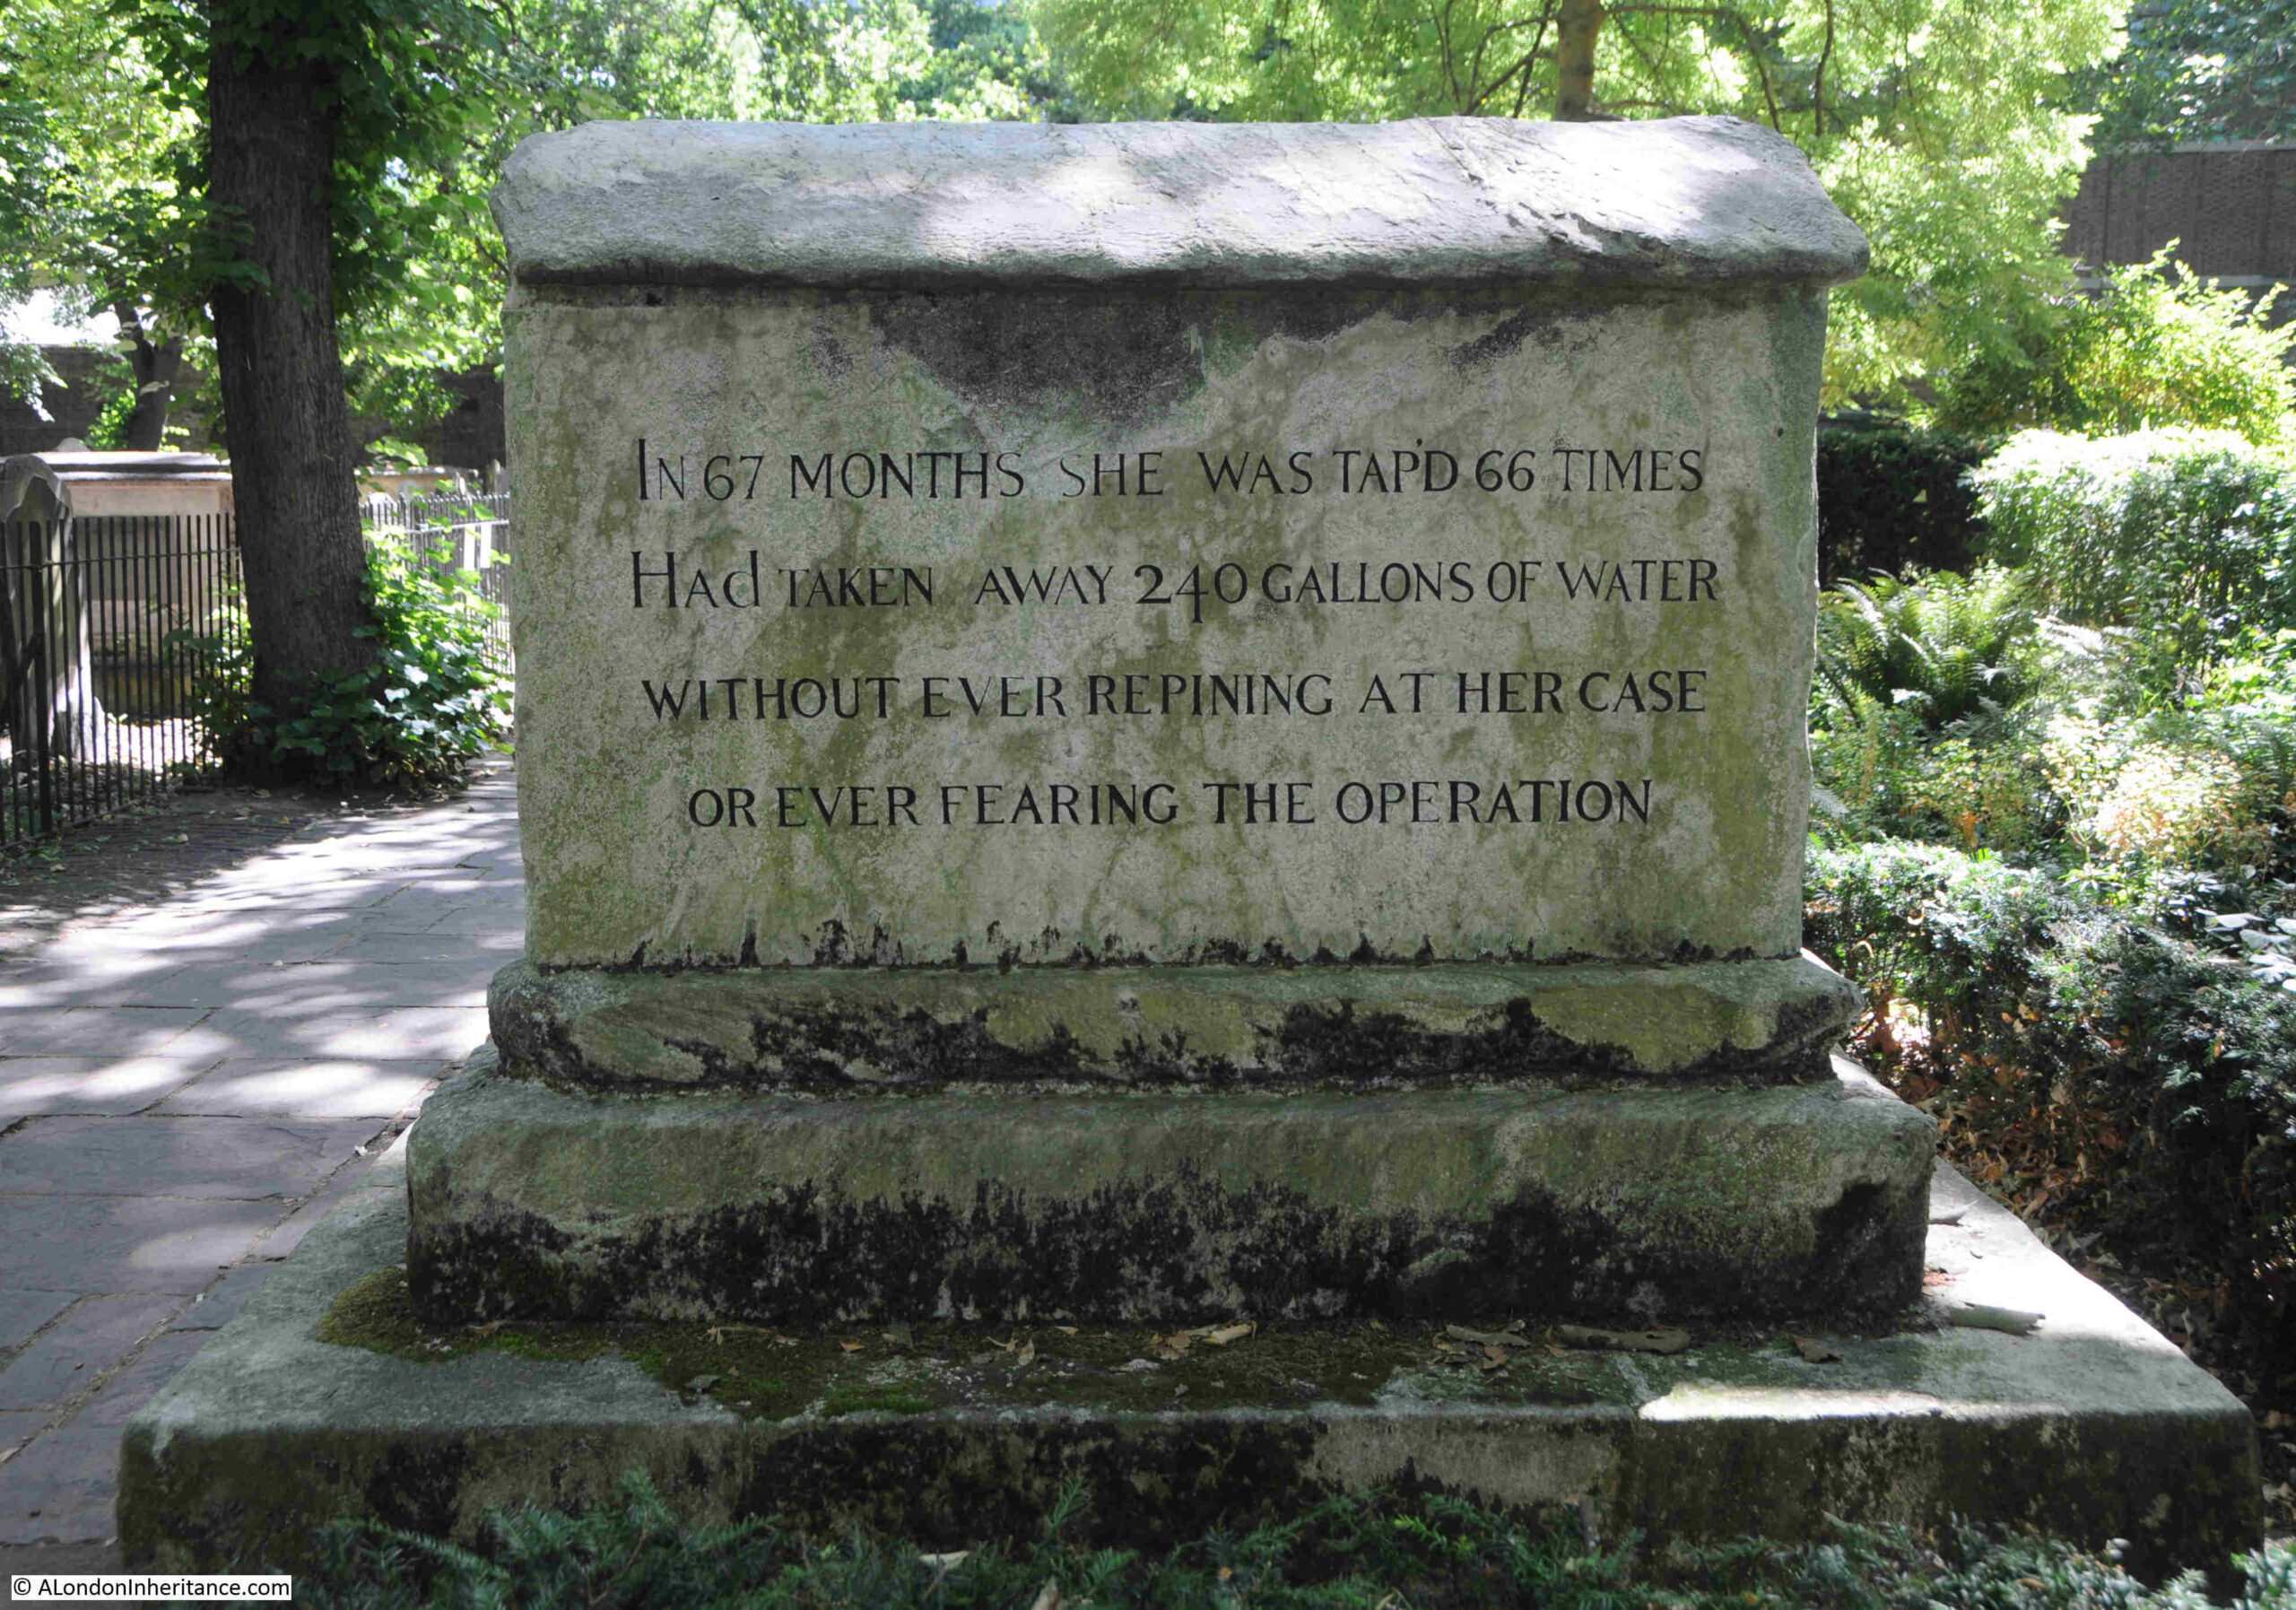 IN 67 MONTHS SHE WAS TAP'D 66 TIMES
HAd TAKEN AWAY 240 GALLONS OF WATER
WITHOUT EVER REPINING AT HER CASE
OR EVER FEARING THE OPERATION
© ALondonInheritance.com